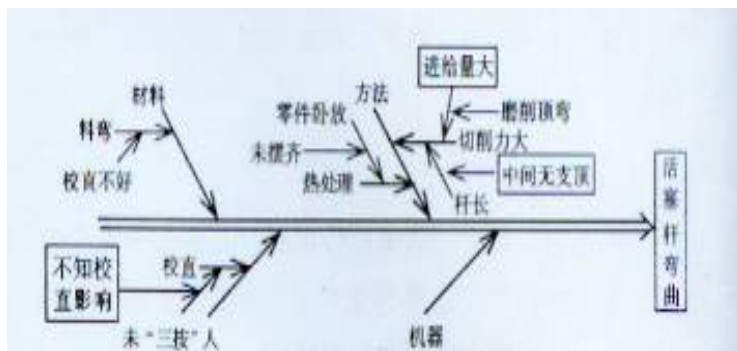 进给量大
材料
方法
零件卧放
磨削顶弯
料弯
切削力大
未摆齐
热处理
中间无支顶
校直不好
杆长
活塞杆弯曲
不知校
直影响
校直
未“三按”人
机器